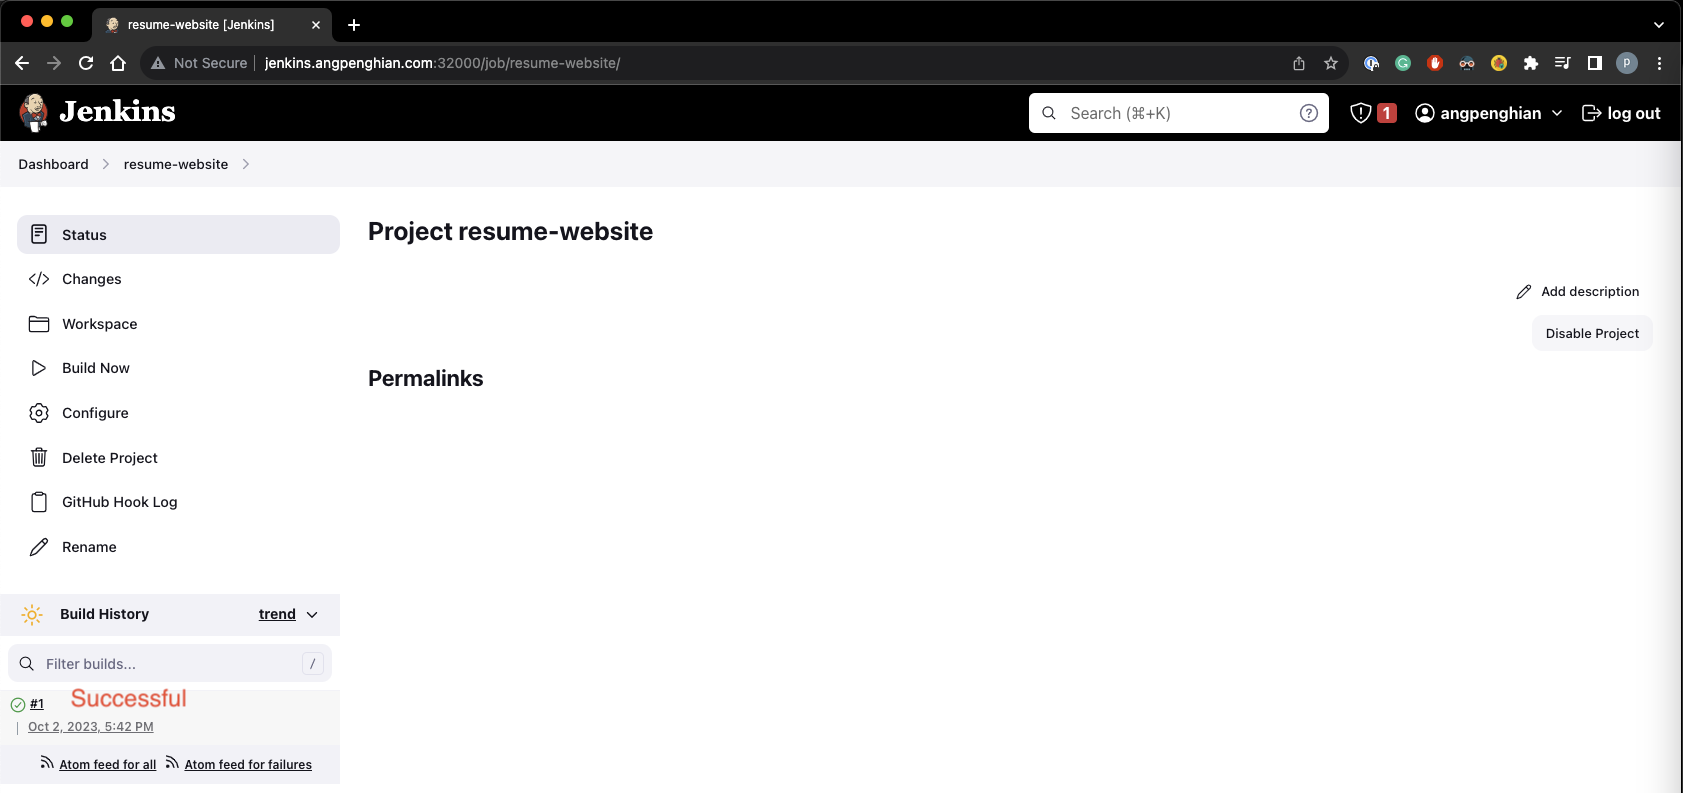 resume-website [Jenkins]
Not Secure jenkins.angpenghian.com:32000/job/resume-website/
P
Jenkins
Search (⌘+K)
1
angpenghian
log out
Dashboard resume-website
Status
Changes
Workspace
Build Now
Configure
Delete Project
GitHub Hook Log
Rename
Project resume-website
Add description
Disable Project
Permalinks
Build History trend
Filter builds... /
#1 Successful
Oct 2, 2023, 5:42 PM
Atom feed for all Atom feed for failures